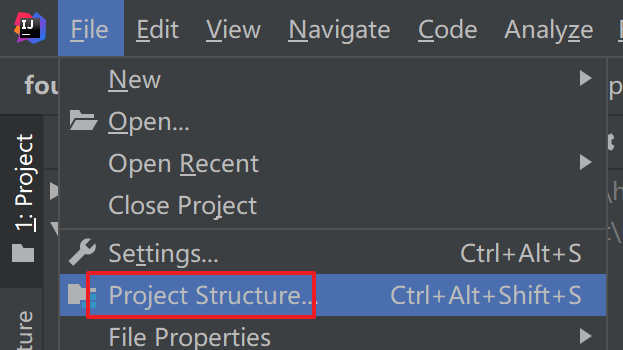 IJ
File Edit View Navigate Code Analyze
fou
New
Open...
Open Recent
Close Project
Settings... Ctrl+Alt+S
Project Structure... Ctrl+Alt+Shift+S
File Properties
1: Project